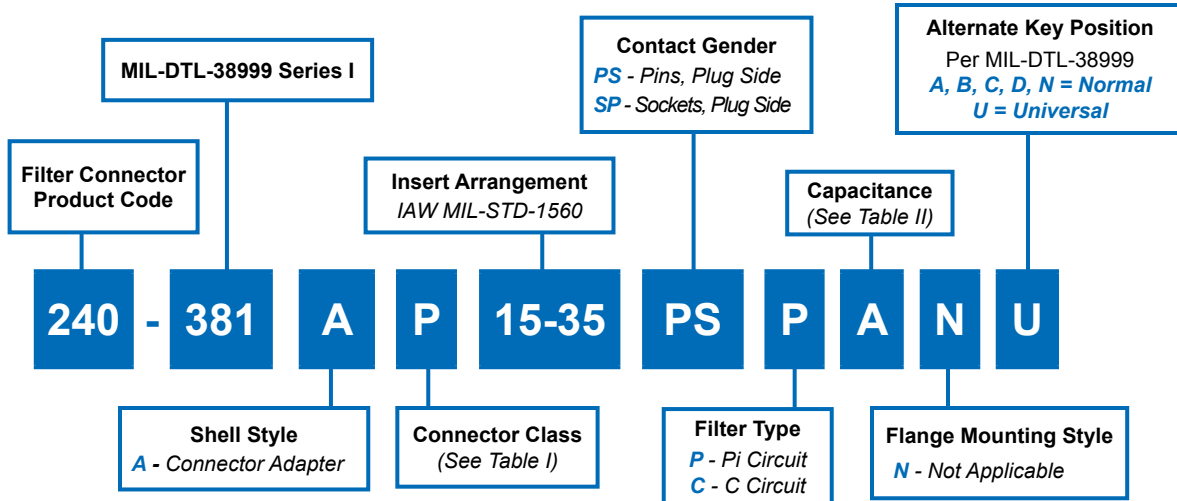 MIL-DTL-38999 Series I
Contact Gender
PS - Pins, Plug Side
SP - Sockets, Plug Side
Alternate Key Position
Per MIL-DTL-38999
A, B, C, D, N = Normal
U = Universal
Filter Connector
Product Code
Insert Arrangement
IAW MIL-STD-1560
Capacitance
(See Table II)
240 - 381 A P 15-35 PS P A N U
Shell Style
A - Connector Adapter
Connector Class
(See Table I)
Filter Type
P - Pi Circuit
C - C Circuit
Flange Mounting Style
N - Not Applicable